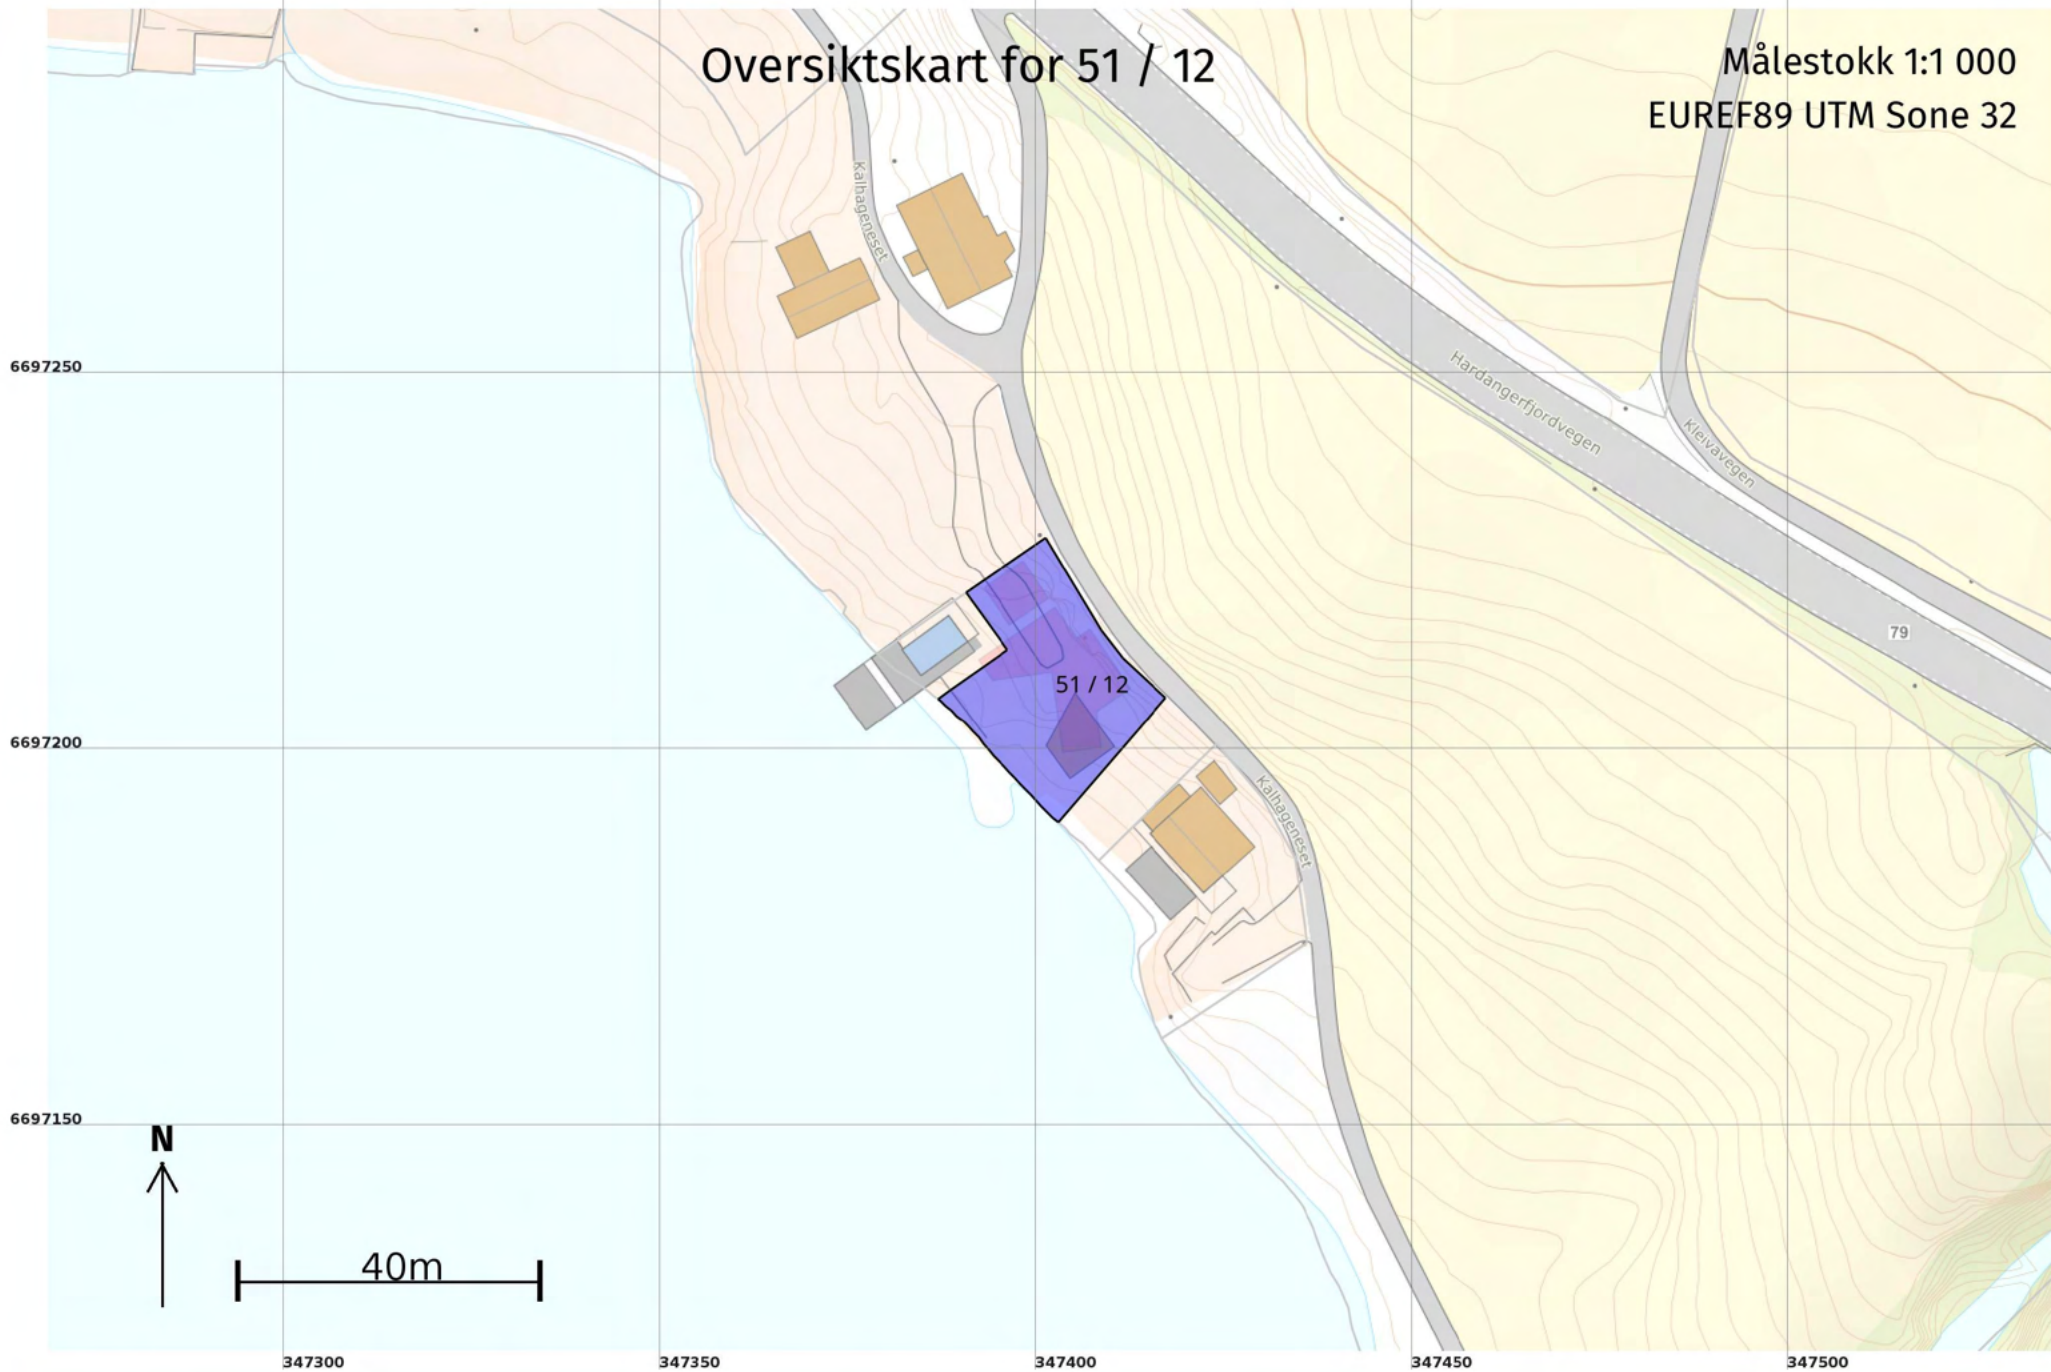 Oversiktskart for 51 / 12
Målestokk 1:1 000
EUREF89 UTM Sone 32
Kalhageneset
6697250
Hardangerfjordvegen
Kleivavegen
79
51 / 12
6697200
Kalhageneset
6697150
N
40m
347300
347350
347400
347450
347500